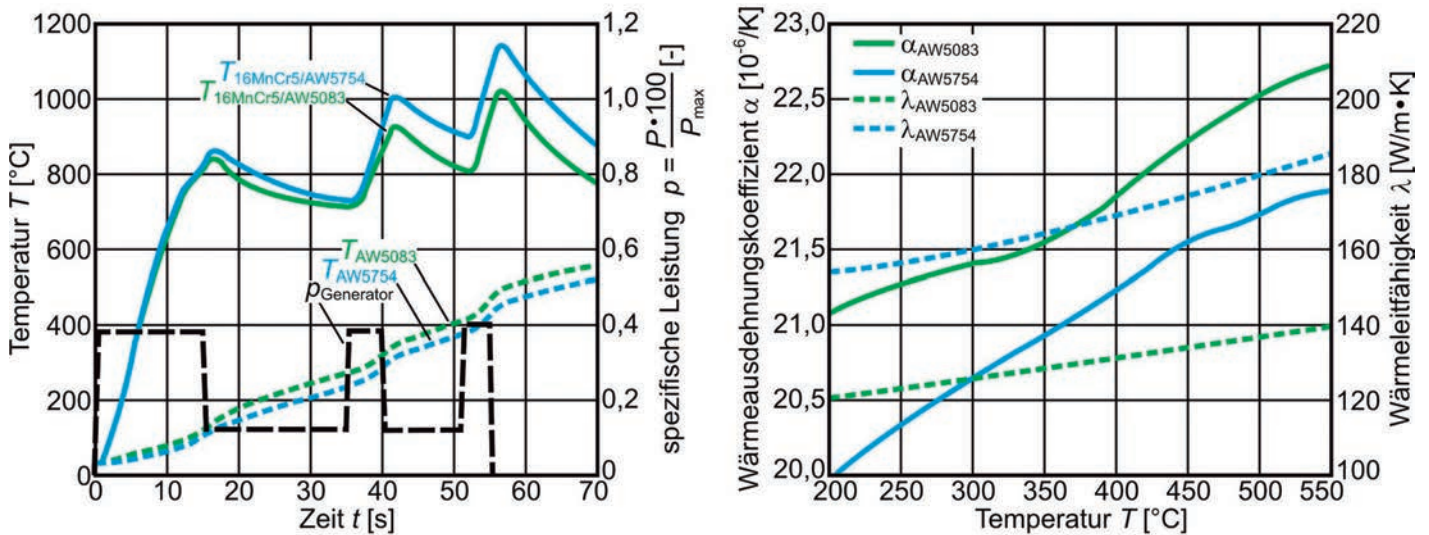 1200
1000
800
600
400
200
0
Temperatur T [°C]
T16MnCr5/AW5754
T16MnCr5/AW5083
TAW5083
TAW5754
pGenerator
0 10 20 30 40 50 60 70
Zeit t [s]
1,2
1,0
0,8
0,6
0,4
0,2
0
spezifische Leistung p = P•100/Pmax [-]
23,0
22,5
22,0
21,5
21,0
20,5
20,0
Wärmeausdehnungskoeffizient α [10-6/K]
αAW5083
αAW5754
λAW5083
λAW5754
200 250 300 350 400 450 500 550
Temperatur T [°C]
220
200
180
160
140
120
100
Wärmeleitfähigkeit λ [W/m•K]